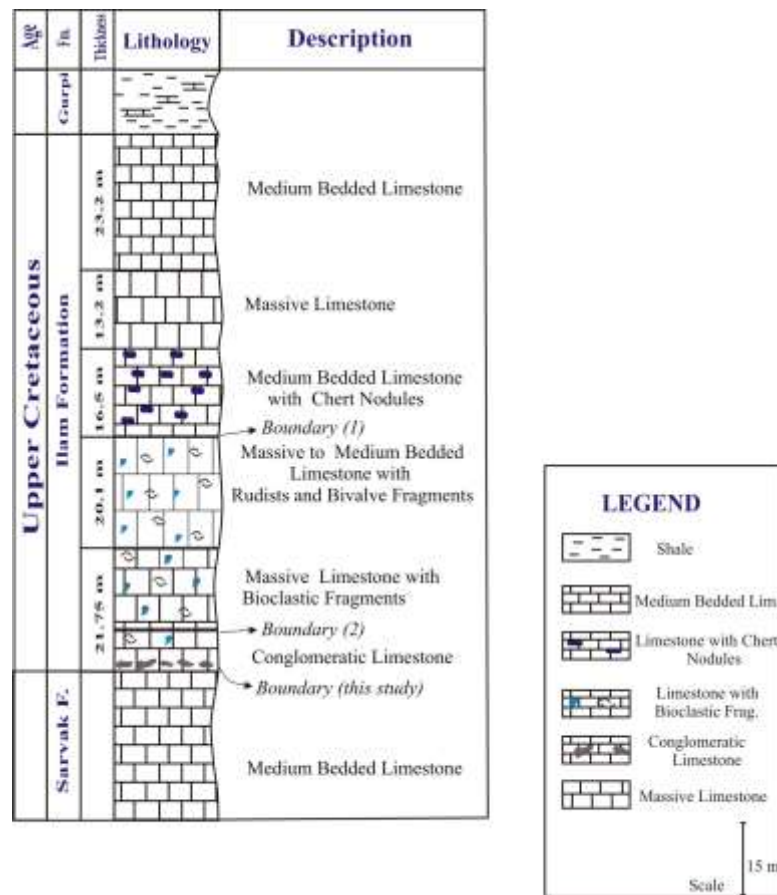 Age
Fn.
Thickness
Lithology
Description
Gurpi
Upper Cretaceous
Ilam Formation
23.2 m
Medium Bedded Limestone
13.2 m
Massive Limestone
16.5 m
Medium Bedded Limestone
with Chert Nodules
Boundary (1)
20.1 m
Massive to Medium Bedded
Limestone with
Rudists and Bivalve Fragments
21.75 m
Massive Limestone with
Bioclastic Fragments
Boundary (2)
Conglomeratic Limestone
Boundary (this study)
Sarvak F.
Medium Bedded Limestone
LEGEND
Shale
Medium Bedded Lim
Limestone with Chert
Nodules
Limestone with
Bioclastic Frag.
Conglomeratic
Limestone
Massive Limestone
15 m
Scale